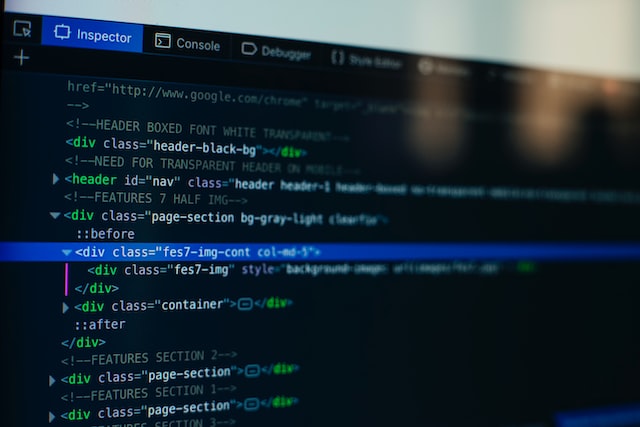 Inspector Console Debugger Style Editor
+
href="http://www.google.com/chrome" target=
-->
<!--HEADER BOXED FONT WHITE TRANSPARENT-->
<div class="header-black-bg"></div>
<!--NEED FOR TRANSPARENT HEADER ON MOBILE-->
<header id="nav" class="header header-1 header-boxed
<!--FEATURES 7 HALF IMG-->
<div class="page-section bg-gray-light clearfix">
::before
<div class="fes7-img-cont col-md-5">
<div class="fes7-img" style="background-image:
</div>
<div class="container"></div>
::after
</div>
<!--FEATURES SECTION 2-->
<div class="page-section"></div>
<!--FEATURES SECTION 1-->
<div class="page-section"></div>
<!--FEATURES SECTION 3-->